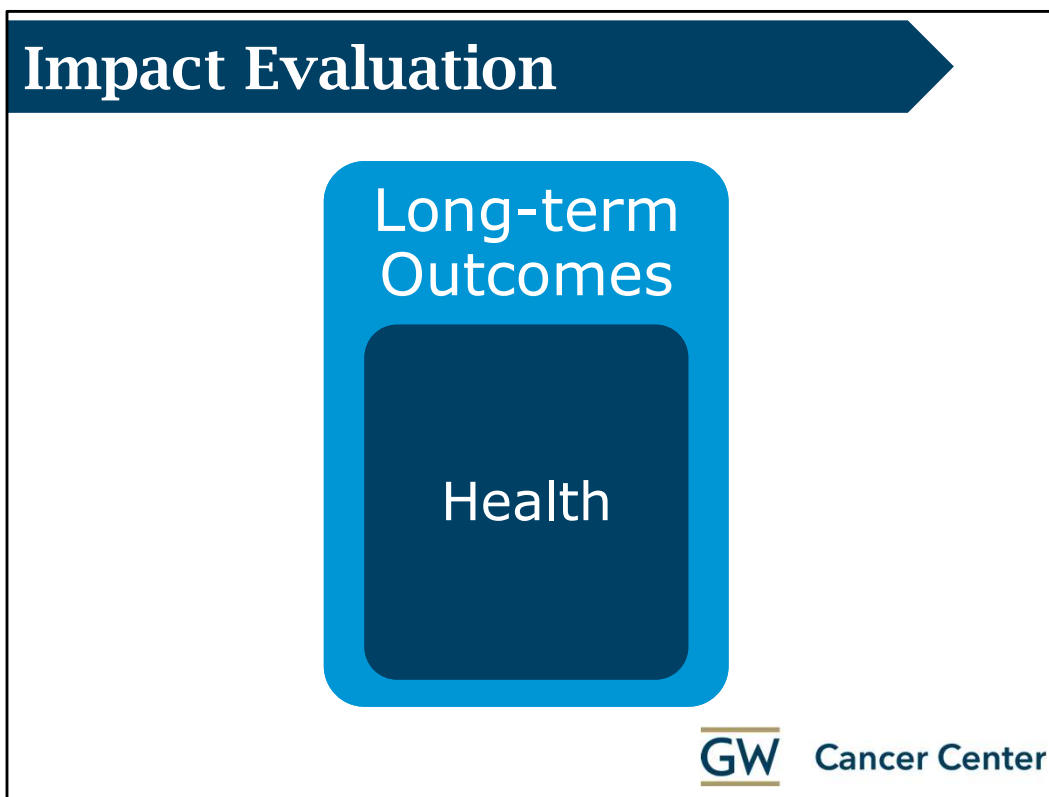 Impact Evaluation
Long-term
Outcomes
Health
GW Cancer Center